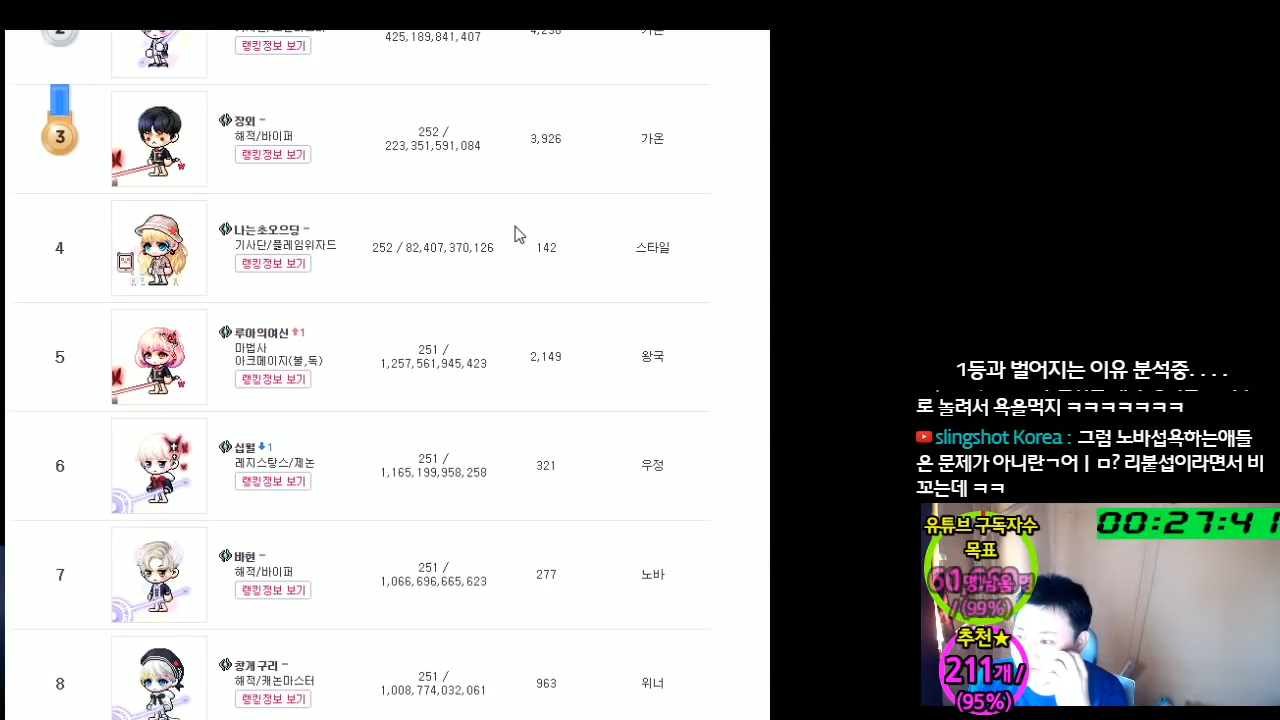 2
랭킹정보 보기
425,189,841,407
3
장외 -
해적/바이퍼
랭킹정보 보기
252 /
223,351,591,084
3,926
가온
4
나는초오으딩 -
기사단/플레임위자드
랭킹정보 보기
252 / 82,407,370,126
142
스타일
5
루아의여신 1
마법사
아크메이지(불,독)
랭킹정보 보기
251 /
1,257,561,945,423
2,149
왕국
6
십월 1
레지스탕스/제논
랭킹정보 보기
251 /
1,165,199,958,258
321
우정
7
바현 -
해적/바이퍼
랭킹정보 보기
251 /
1,066,696,665,623
277
노바
8
창개구리 -
해적/캐논마스터
랭킹정보 보기
251 /
1,008,774,032,061
963
위너
1등과 벌어지는 이유 분석중. . . .
로 놀려서 욕을먹지 ㅋㅋㅋㅋㅋㅋㅋ
slingshot Korea : 그럼 노바섭욕하는애들
은 문제가 아니란ㄱ어ㅣㅁ? 리붙섭이라면서 비
꼬는데 ㅋㅋ
유튜브 구독자수
목표
/ (99%)
00:27:41
추천★
211개/
(95%)